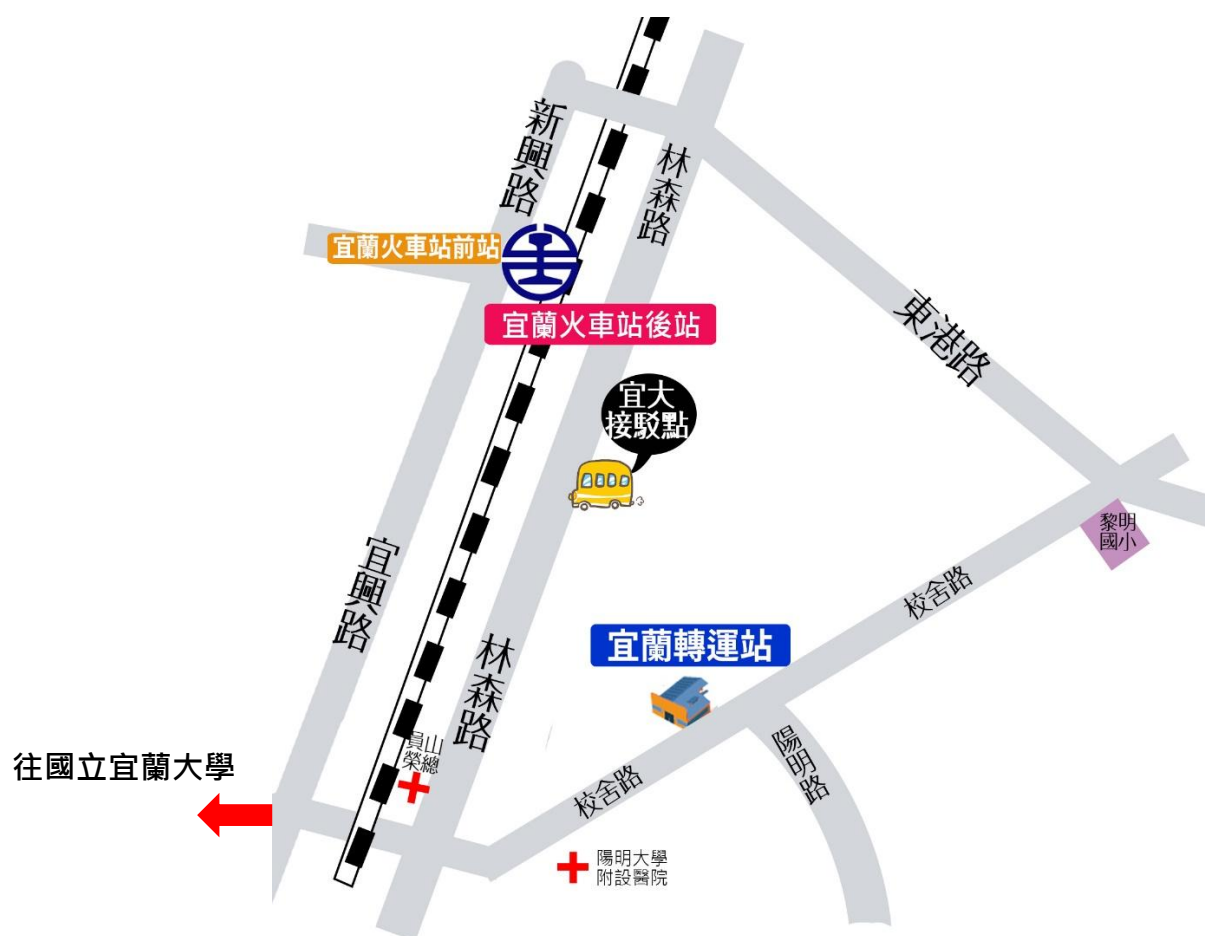 新興路
林森路
宜蘭火車站前站
宜蘭火車站後站
東港路
宜大
接駁點
黎明
國小
宜興路
校舍路
宜蘭轉運站
林森路
員山
榮總
陽明路
往國立宜蘭大學
校舍路
陽明大學
附設醫院